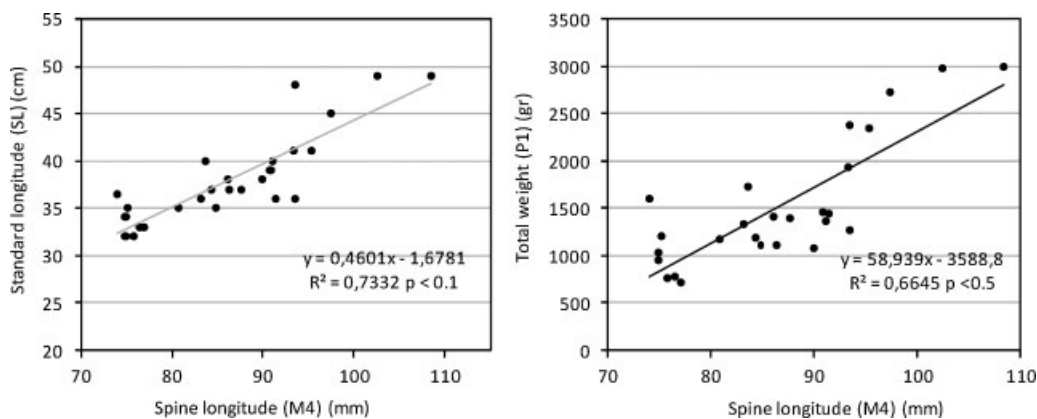 Standard longitude (SL) (cm)
55
50
45
40
35
30
25
20
y = 0,4601x - 1,6781
R² = 0,7332 p < 0.1
70 80 90 100 110
Spine longitude (M4) (mm)
Total weight (P1) (gr)
3500
3000
2500
2000
1500
1000
500
0
y = 58,939x - 3588,8
R² = 0,6645 p <0.5
70 80 90 100 110
Spine longitude (M4) (mm)